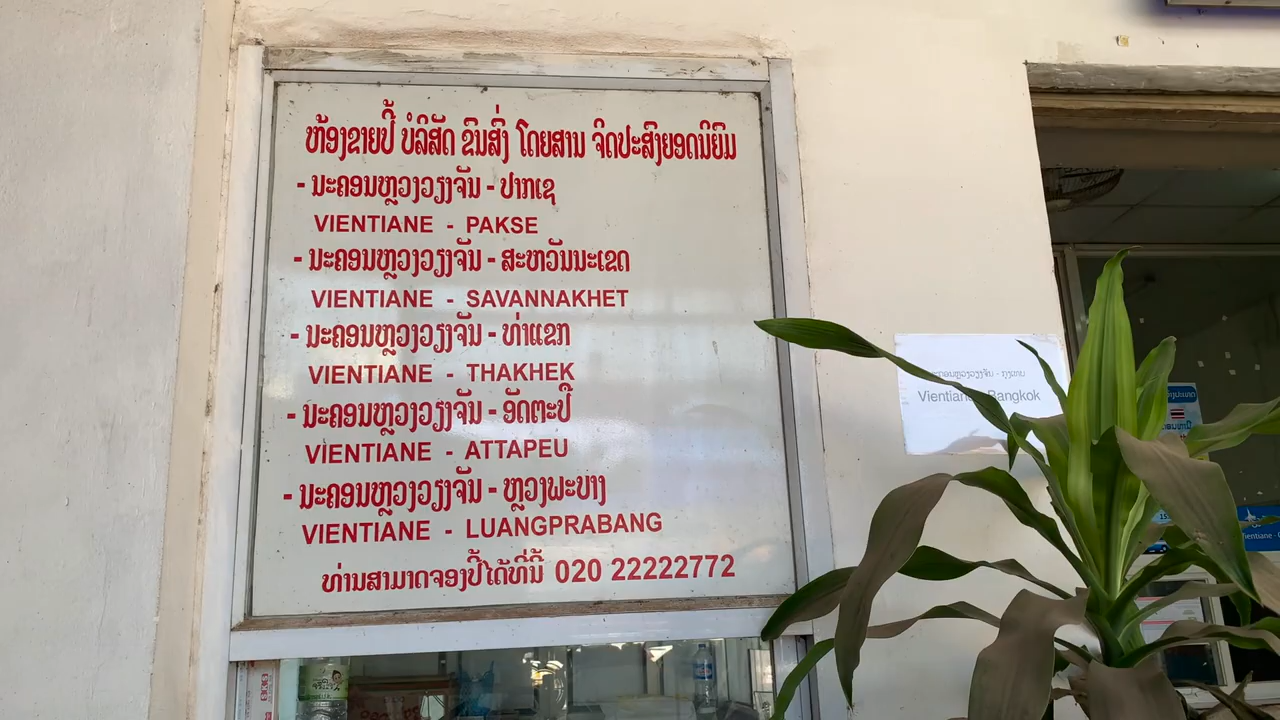 ຫ້ອງຂາຍປີ້ ບໍລິສັດ ຂົນສົ່ງ ໂດຍສານ ຈິດປະສົງຍອດນິຍົມ
- ນະຄອນຫຼວງວຽງຈັນ - ປາກເຊ
VIENTIANE - PAKSE
- ນະຄອນຫຼວງວຽງຈັນ - ສະຫວັນນະເຂດ
VIENTIANE - SAVANNAKHET
- ນະຄອນຫຼວງວຽງຈັນ - ທ່າແຂກ
VIENTIANE - THAKHEK
- ນະຄອນຫຼວງວຽງຈັນ - ອັດຕະປື
VIENTIANE - ATTAPEU
- ນະຄອນຫຼວງວຽງຈັນ - ຫຼວງພະບາງ
VIENTIANE - LUANGPRABANG
ທ່ານສາມາດຈອງປີ້ໄດ້ທີ່ນີ້ 020 22222772
Bangkok